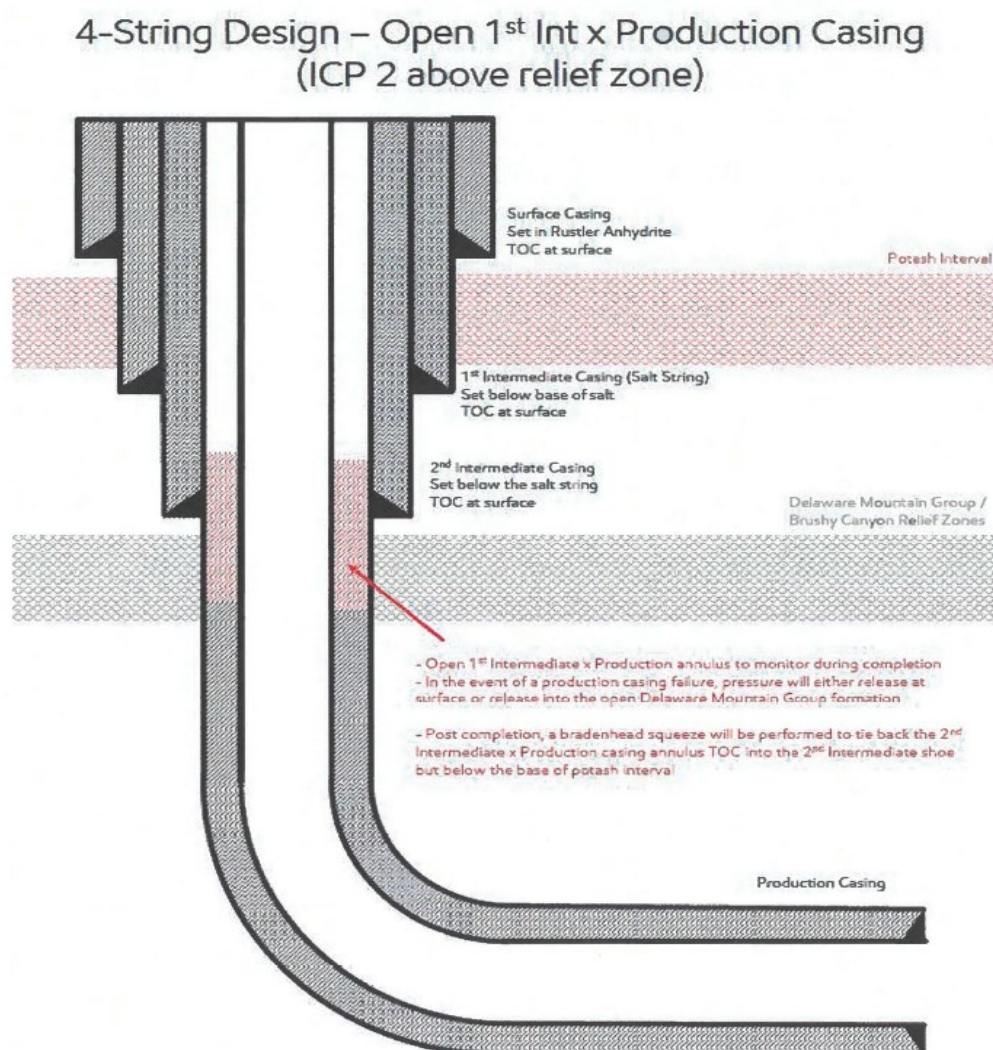 4-String Design – Open 1st Int x Production Casing
(ICP 2 above relief zone)
Surface Casing
Set in Rustler Anhydrite
TOC at surface
Potash Interval
1st Intermediate Casing (Salt String)
Set below base of salt
TOC at surface
2nd Intermediate Casing
Set below the salt string
TOC at surface
Delaware Mountain Group /
Brushy Canyon Relief Zones
- Open 1st Intermediate x Production annulus to monitor during completion
- In the event of a production casing failure, pressure will either release at
surface or release into the open Delaware Mountain Group formation
- Post completion, a bradenhead squeeze will be performed to tie back the 2nd
Intermediate x Production casing annulus TOC into the 2nd Intermediate shoe
but below the base of potash interval
Production Casing